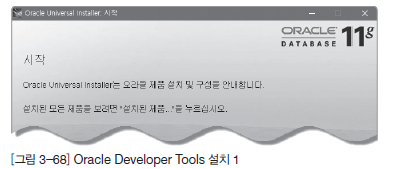 Oracle Universal Installer: 시작
ORACLE
DATABASE 11g
시작
Oracle Universal Installer는 오라클 제품 설치 및 구성을 안내합니다.
설치된 모든 제품을 보려면 "설치된 제품..."을 누르십시오.
[그림 3-68] Oracle Developer Tools 설치 1